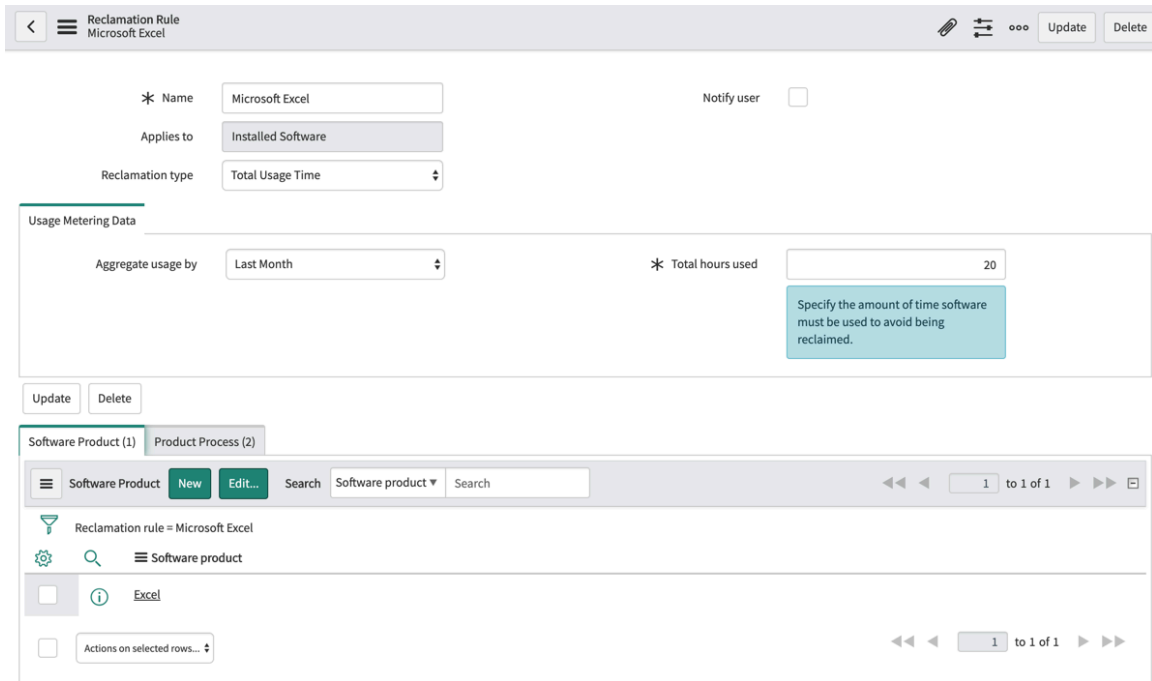 Reclamation Rule
Microsoft Excel
Update
Delete
Name
Microsoft Excel
Notify user
Applies to
Installed Software
Reclamation type
Total Usage Time
Usage Metering Data
Aggregate usage by
Last Month
Total hours used
20
Specify the amount of time software
must be used to avoid being
reclaimed.
Update
Delete
Software Product (1)
Product Process (2)
Software Product
New
Edit...
Search
Software product
Search
1 to 1 of 1
Reclamation rule = Microsoft Excel
Software product
Excel
Actions on selected rows...
1 to 1 of 1